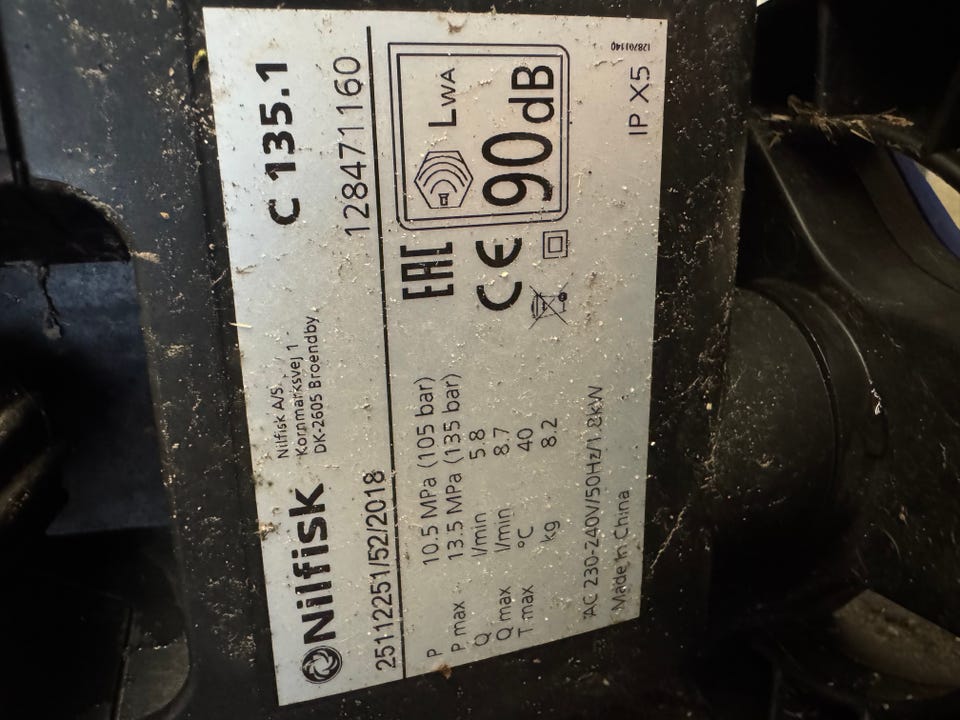 Nilfisk
Nilfisk A/S
Kornmarksvej 1
DK-2605 Broendby
C 135.1
25112251/52/2018
128471160
P 10.5 MPa (105 bar)
P max 13.5 MPa (135 bar)
Q l/min 5.8
Q max l/min 8.7
T max °C 40
kg 8.2
EAC
CE
LWA
90dB
AC 230-240V/50Hz/1.8kW
Made in China
IP X5
128701140